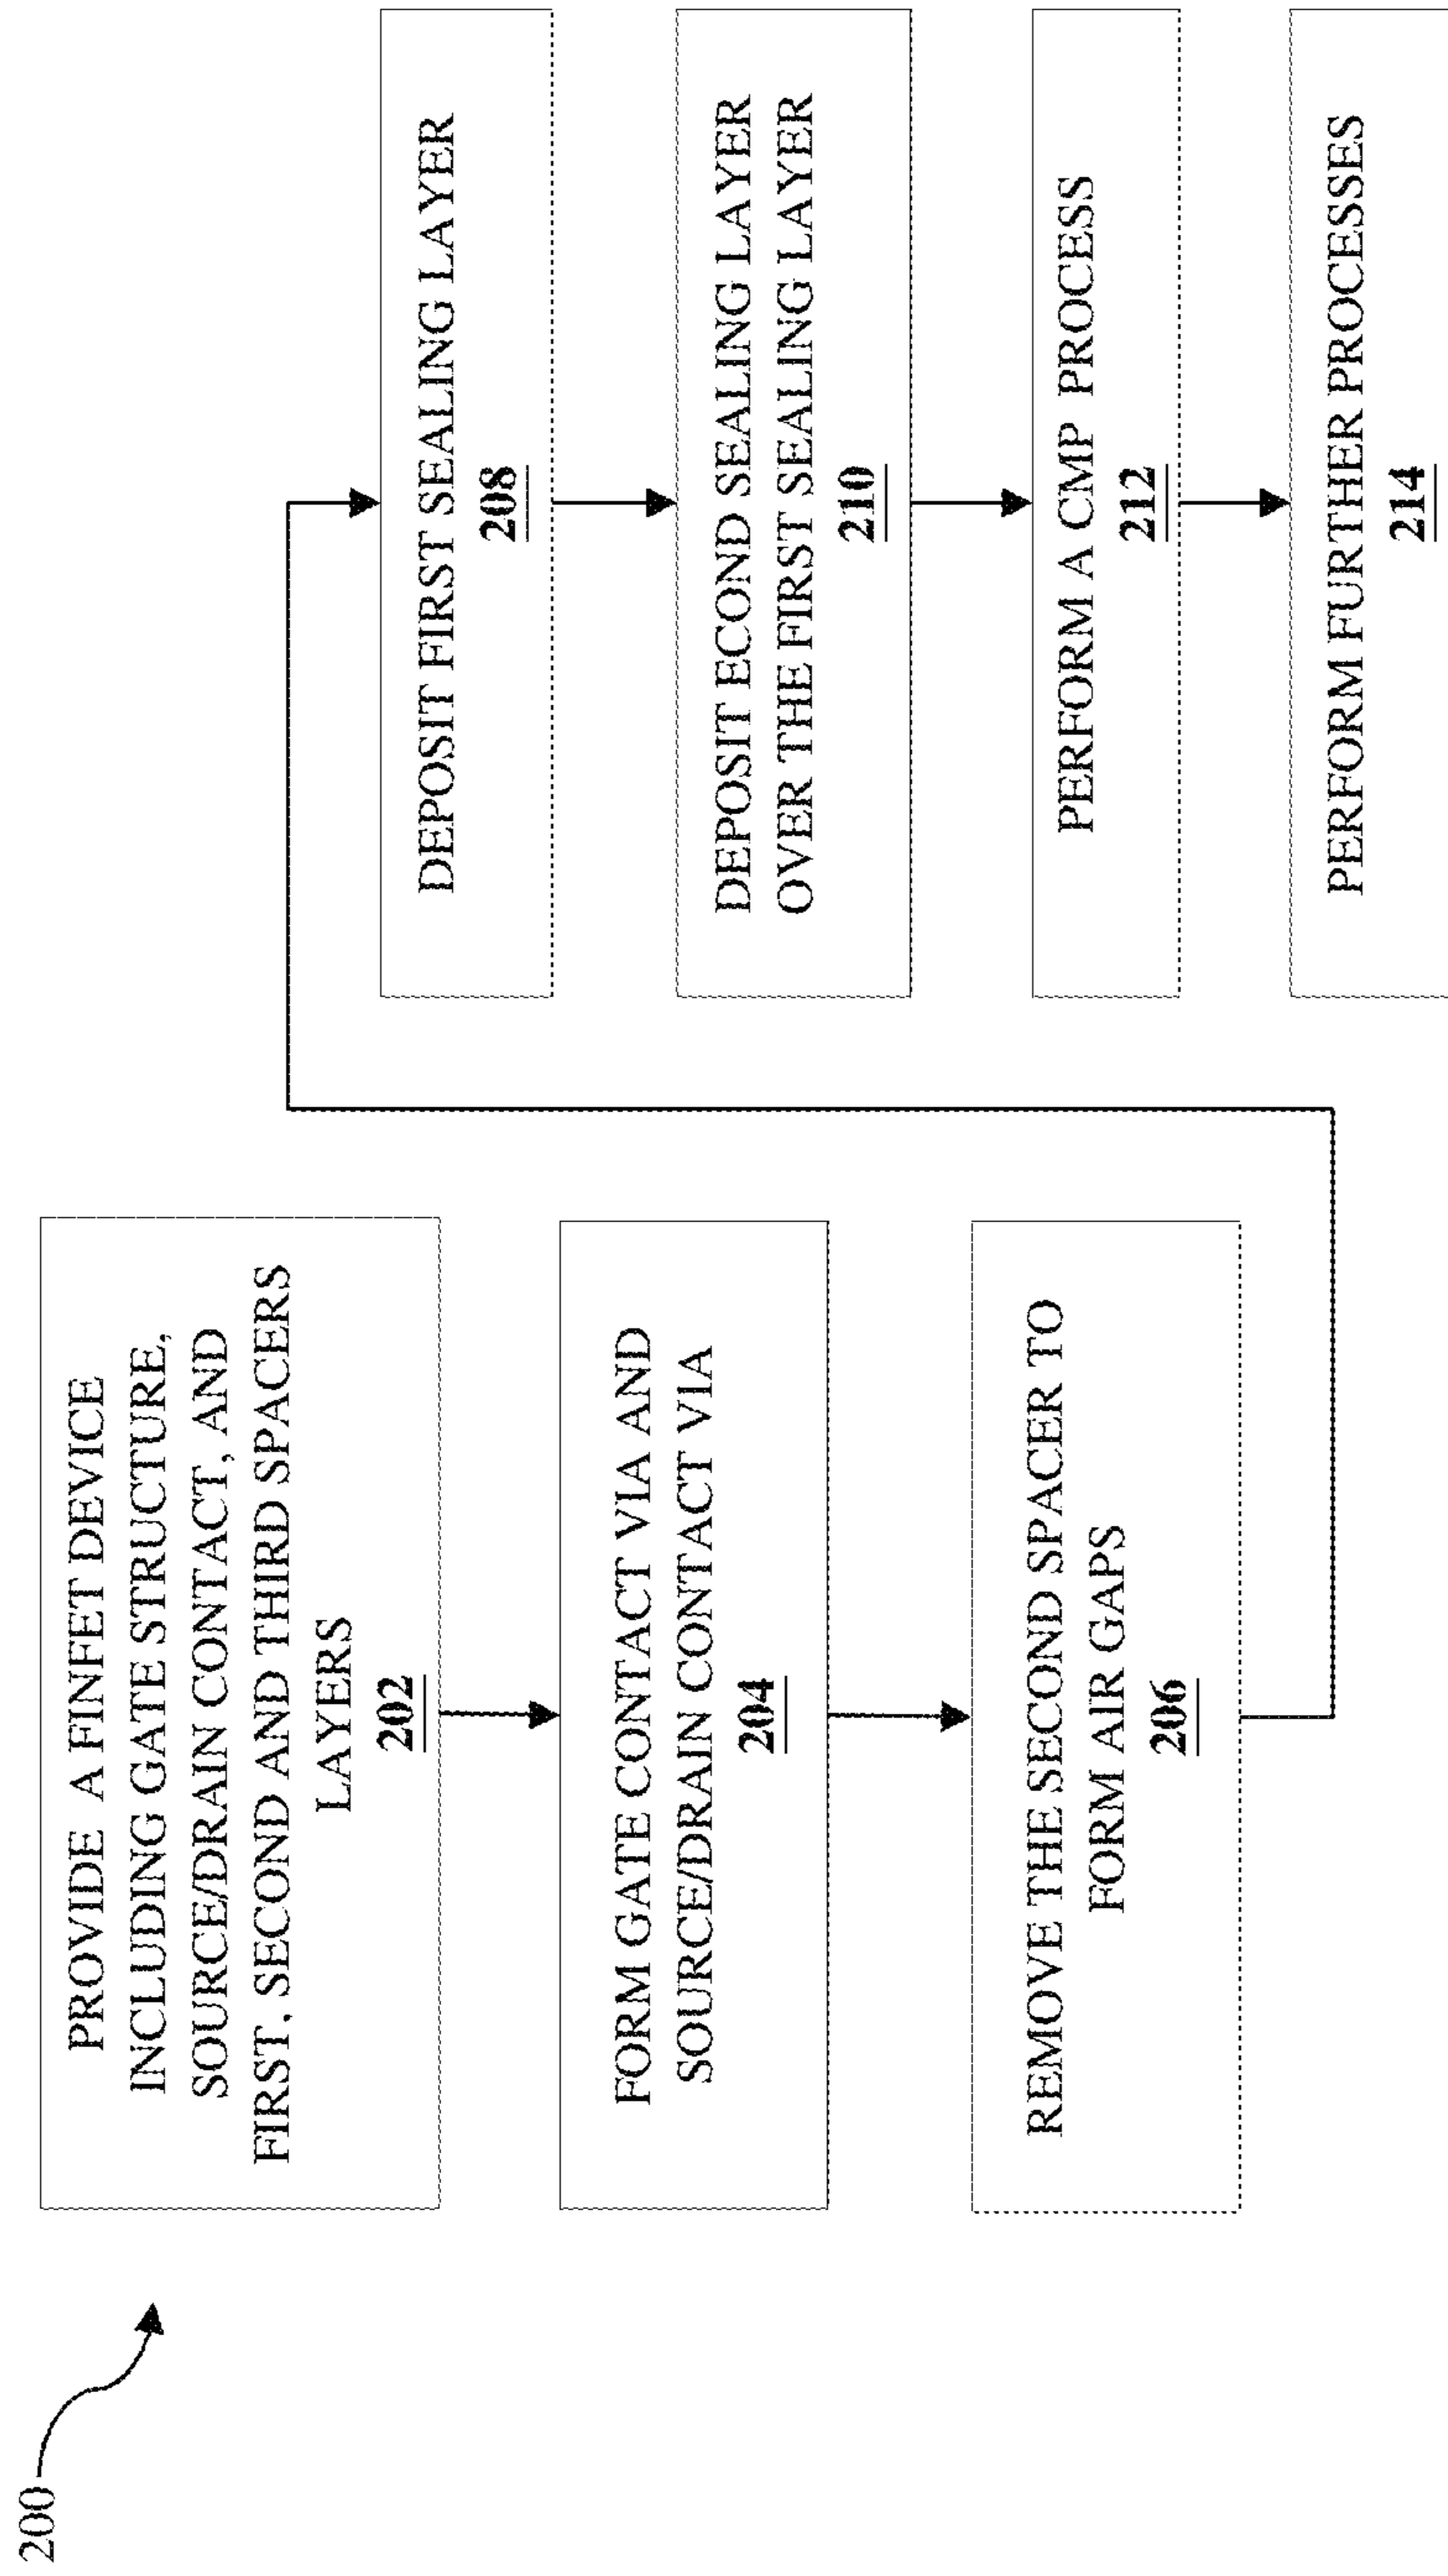 200
PROVIDE A FINFET DEVICE
INCLUDING GATE STRUCTURE,
SOURCE/DRAIN CONTACT, AND
FIRST, SECOND AND THIRD SPACERS
LAYERS
202
FORM GATE CONTACT VIA AND
SOURCE/DRAIN CONTACT VIA
204
REMOVE THE SECOND SPACER TO
FORM AIR GAPS
206
DEPOSIT FIRST SEALING LAYER
208
DEPOSIT ECOND SEALING LAYER
OVER THE FIRST SEALING LAYER
210
PERFORM A CMP PROCESS
212
PERFORM FURTHER PROCESSES
214